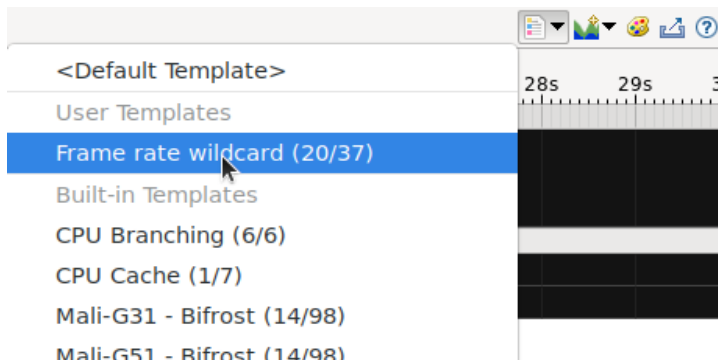 <Default Template>
User Templates
Frame rate wildcard (20/37)
Built-in Templates
CPU Branching (6/6)
CPU Cache (1/7)
Mali-G31 - Bifrost (14/98)
Mali-G51 - Bifrost (14/98)
28s
29s
3